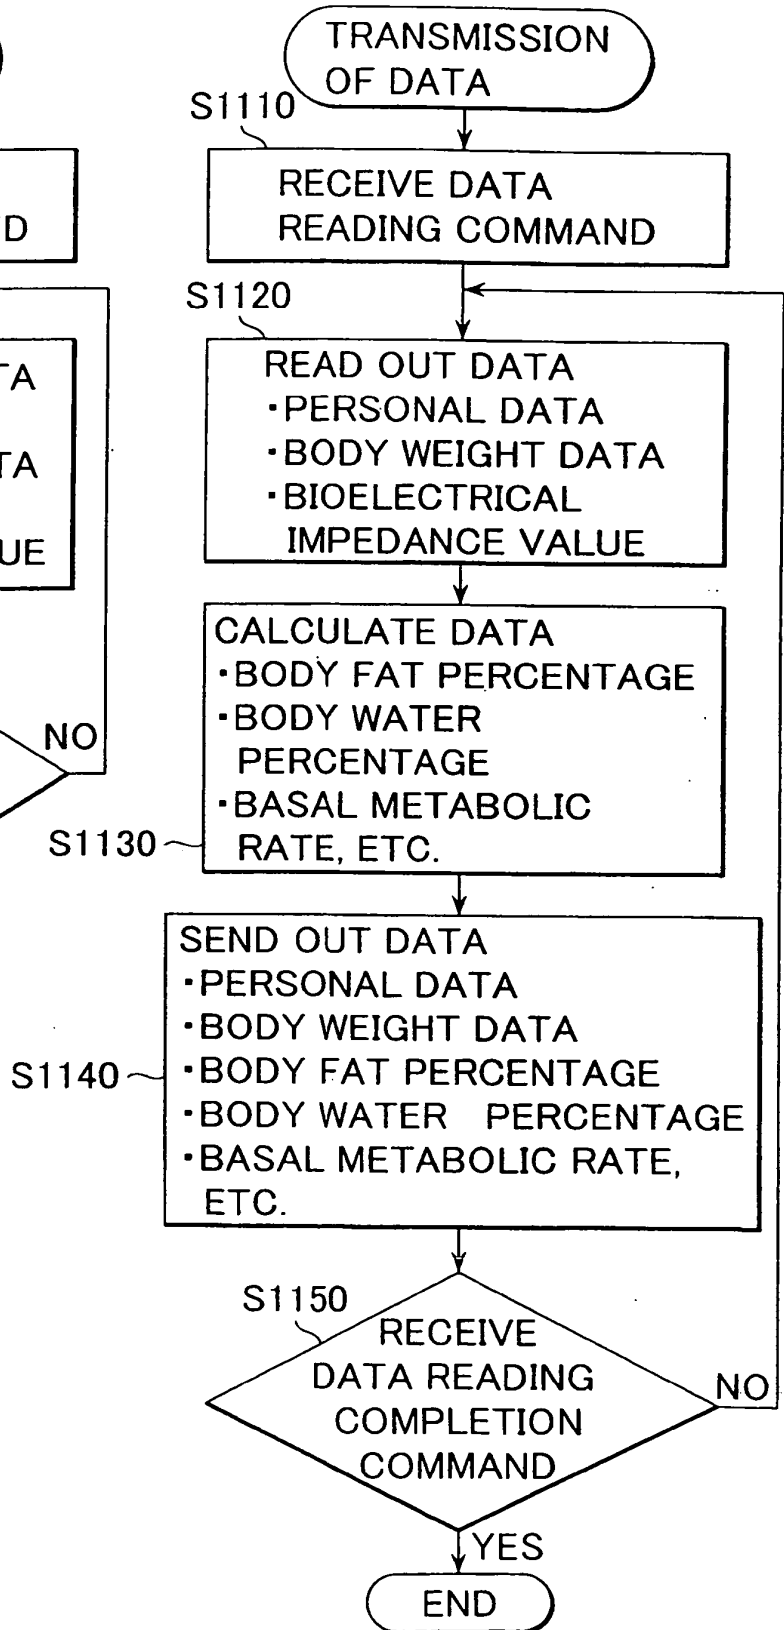 TRANSMISSION
OF DATA
S1110
RECEIVE DATA
READING COMMAND
D
S1120
READ OUT DATA
・PERSONAL DATA
・BODY WEIGHT DATA
・BIOELECTRICAL
IMPEDANCE VALUE
TA
TA
UE
CALCULATE DATA
・BODY FAT PERCENTAGE
・BODY WATER
PERCENTAGE
・BASAL METABOLIC
RATE, ETC.
NO
S1130
SEND OUT DATA
・PERSONAL DATA
・BODY WEIGHT DATA
・BODY FAT PERCENTAGE
・BODY WATER PERCENTAGE
・BASAL METABOLIC RATE,
ETC.
S1140
S1150
RECEIVE
DATA READING
COMPLETION
COMMAND
NO
YES
END